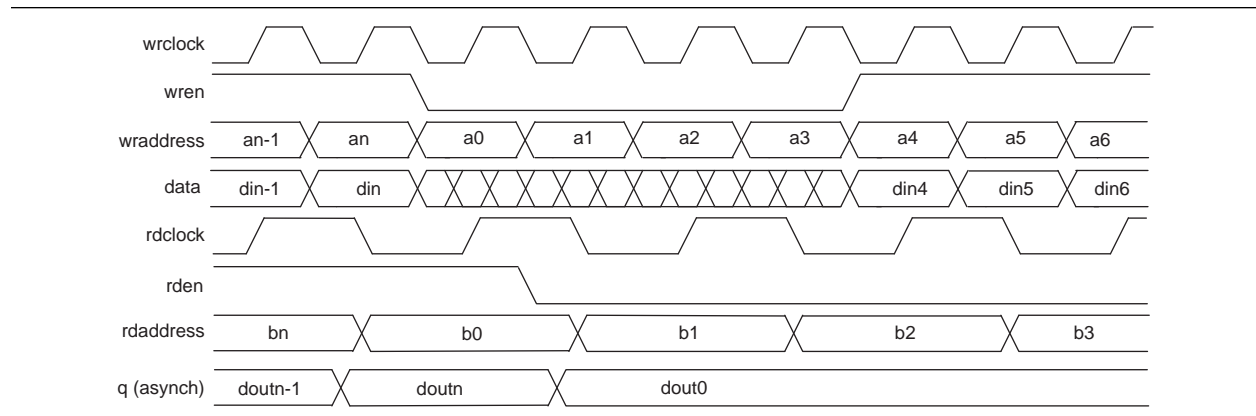 wrclock
wren
wraddress an-1 an a0 a1 a2 a3 a4 a5 a6
data din-1 din din4 din5 din6
rdclock
rden
rdaddress bn b0 b1 b2 b3
q (asynch) doutn-1 doutn dout0